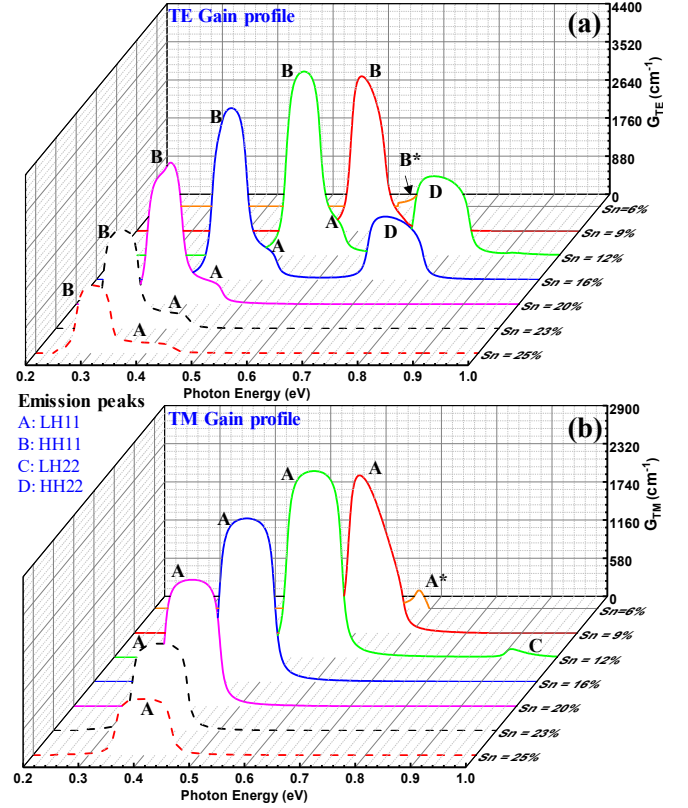 TE Gain profile
(a)
4400
3520
2640
1760
880
0
G_TE (cm⁻¹)
B
B
B
B
B
B
B*
A
A
A
A
A
D
D
Sn=6%
Sn = 9%
Sn = 12%
Sn = 16%
Sn = 20%
Sn = 23%
Sn = 25%
0.2 0.3 0.4 0.5 0.6 0.7 0.8 0.9 1.0
Photon Energy (eV)
Emission peaks
A: LH11
B: HH11
C: LH22
D: HH22
TM Gain profile
(b)
2900
2320
1740
1160
580
0
G_TM (cm⁻¹)
A
A
A
A
A
A
A*
C
Sn=6%
Sn = 9%
Sn = 12%
Sn = 16%
Sn = 20%
Sn = 23%
Sn = 25%
0.2 0.3 0.4 0.5 0.6 0.7 0.8 0.9 1.0
Photon Energy (eV)